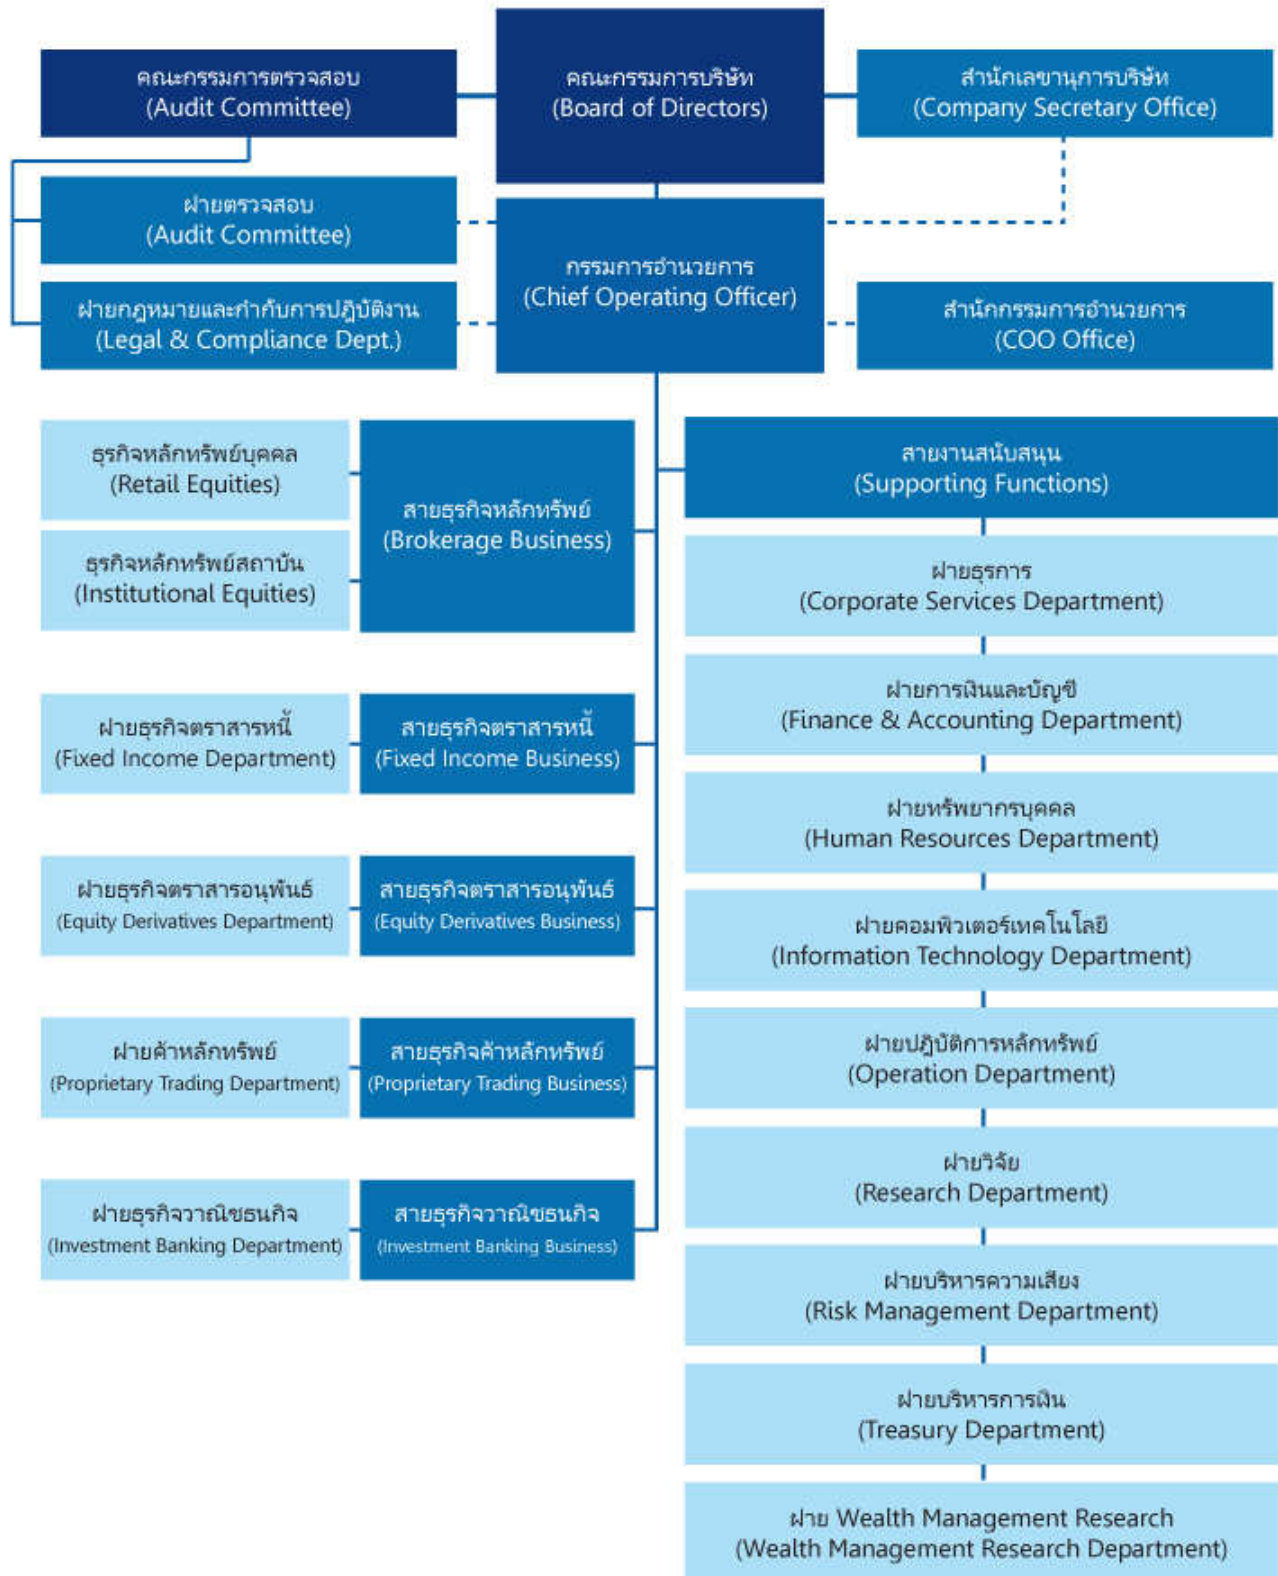 คณะกรรมการตรวจสอบ
(Audit Committee)
คณะกรรมการบริษัท
(Board of Directors)
สำนักเลขานุการบริษัท
(Company Secretary Office)
ฝ่ายตรวจสอบ
(Audit Committee)
กรรมการอำนวยการ
(Chief Operating Officer)
ฝ่ายกฎหมายและกำกับการปฏิบัติงาน
(Legal & Compliance Dept.)
สำนักกรรมการอำนวยการ
(COO Office)
ธุรกิจหลักทรัพย์บุคคล
(Retail Equities)
ธุรกิจหลักทรัพย์สถาบัน
(Institutional Equities)
สายธุรกิจหลักทรัพย์
(Brokerage Business)
ฝ่ายธุรกิจตราสารหนี้
(Fixed Income Department)
สายธุรกิจตราสารหนี้
(Fixed Income Business)
ฝ่ายธุรกิจตราสารอนุพันธ์
(Equity Derivatives Department)
สายธุรกิจตราสารอนุพันธ์
(Equity Derivatives Business)
ฝ่ายค้าหลักทรัพย์
(Proprietary Trading Department)
สายธุรกิจค้าหลักทรัพย์
(Proprietary Trading Business)
ฝ่ายธุรกิจวาณิชธนกิจ
(Investment Banking Department)
สายธุรกิจวาณิชธนกิจ
(Investment Banking Business)
สายงานสนับสนุน
(Supporting Functions)
ฝ่ายธุรการ
(Corporate Services Department)
ฝ่ายการเงินและบัญชี
(Finance & Accounting Department)
ฝ่ายทรัพยากรบุคคล
(Human Resources Department)
ฝ่ายคอมพิวเตอร์เทคโนโลยี
(Information Technology Department)
ฝ่ายปฏิบัติการหลักทรัพย์
(Operation Department)
ฝ่ายวิจัย
(Research Department)
ฝ่ายบริหารความเสี่ยง
(Risk Management Department)
ฝ่ายบริหารการเงิน
(Treasury Department)
ฝ่าย Wealth Management Research
(Wealth Management Research Department)